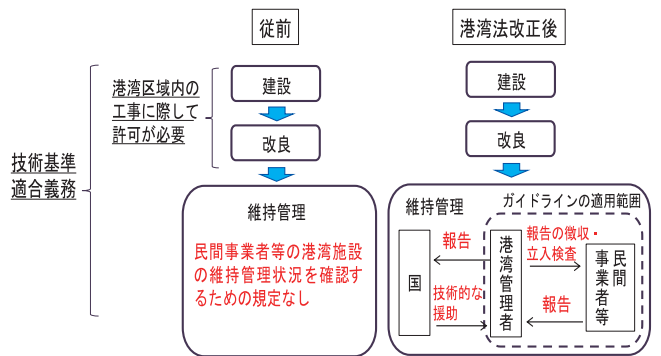 従前
港湾法改正後
技術基準
適合義務
港湾区域内の
工事に際して
許可が必要
建設
改良
維持管理
民間事業者等の港湾施設
の維持管理状況を確認す
るための規定なし
建設
改良
維持管理
ガイドラインの適用範囲
国
報告
技術的な
援助
港湾管理者
報告の徴収・
立入検査
報告
民間
事業者等